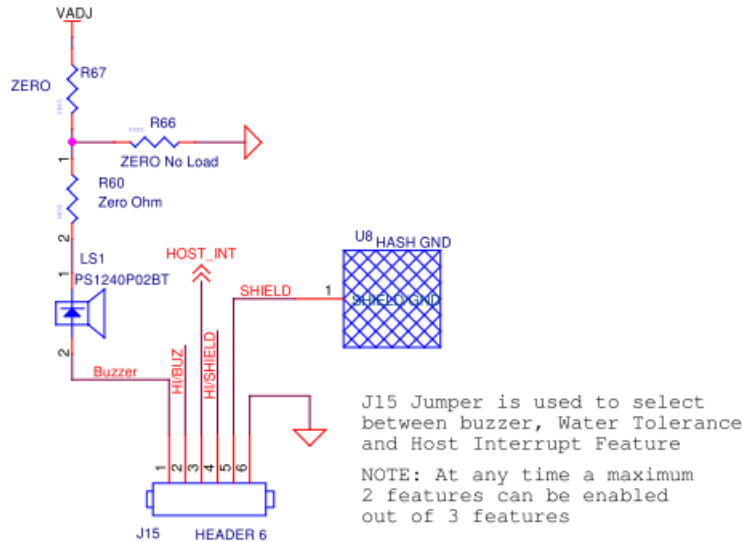 VADJ
R67
ZERO
R66
ZERO No Load
1
R60
Zero Ohm
2
LS1
1
PS1240P02BT
2
Buzzer
HOST_INT
HI/BUZ
HI/SHIELD
SHIELD
1
U8
HASH GND
SHIELD/GND
1
2
3
4
5
6
J15
HEADER 6
J15 Jumper is used to select
between buzzer, Water Tolerance
and Host Interrupt Feature
NOTE: At any time a maximum
2 features can be enabled
out of 3 features